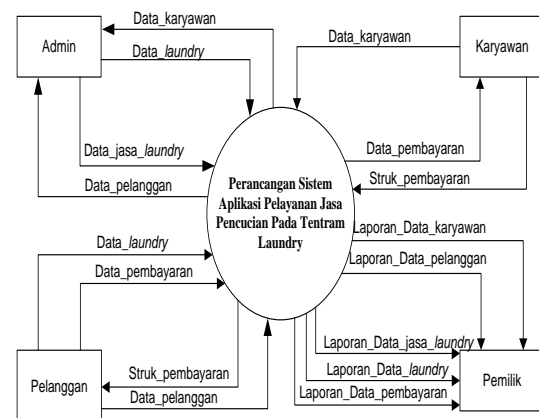 Data_karyawan
Admin
Data_laundry
Data_karyawan
Karyawan
Data_jasa_laundry
Data_pelanggan
Data_pembayaran
Struk_pembayaran
Perancangan Sistem
Aplikasi Pelayanan Jasa
Pencucian Pada Tentram
Laundry
Data_laundry
Data_pembayaran
Laporan_Data_karyawan
Laporan_Data_pelanggan
Pelanggan
Struk_pembayaran
Data_pelanggan
Laporan_Data_jasa_laundry
Laporan_Data_laundry
Laporan_Data_pembayaran
Pemilik